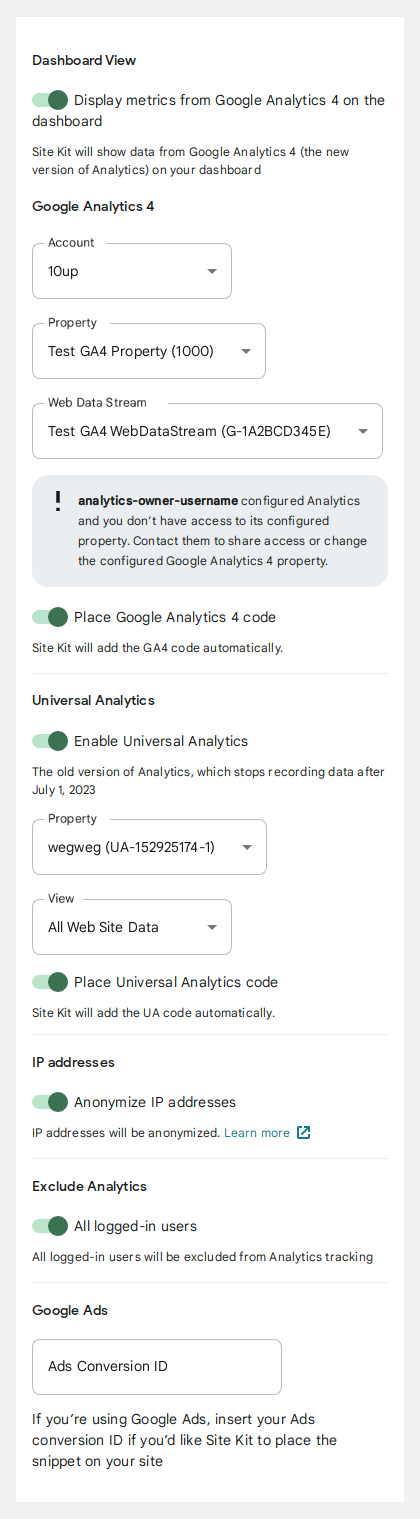 Dashboard View
Display metrics from Google Analytics 4 on the
dashboard
Site Kit will show data from Google Analytics 4 (the new
version of Analytics) on your dashboard
Google Analytics 4
Account
10up
Property
Test GA4 Property (1000)
Web Data Stream
Test GA4 WebDataStream (G-1A2BCD345E)
analytics-owner-username configured Analytics
and you don't have access to its configured
property. Contact them to share access or change
the configured Google Analytics 4 property.
Place Google Analytics 4 code
Site Kit will add the GA4 code automatically.
Universal Analytics
Enable Universal Analytics
The old version of Analytics, which stops recording data after
July 1, 2023
Property
wegweg (UA-152925174-1)
View
All Web Site Data
Place Universal Analytics code
Site Kit will add the UA code automatically.
IP addresses
Anonymize IP addresses
IP addresses will be anonymized. Learn more
Exclude Analytics
All logged-in users
All logged-in users will be excluded from Analytics tracking
Google Ads
Ads Conversion ID
If you're using Google Ads, insert your Ads
conversion ID if you'd like Site Kit to place the
snippet on your site